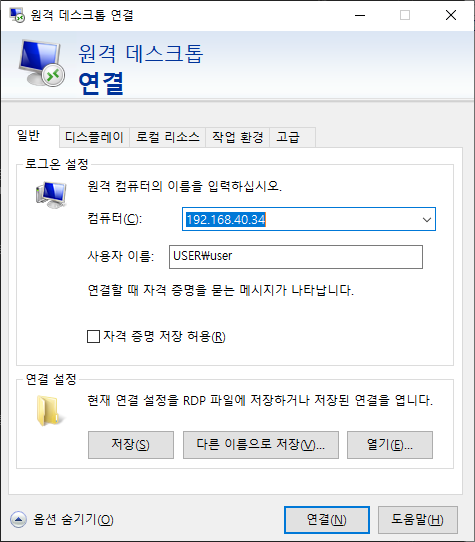 원격 데스크톱 연결
원격 데스크톱
연결
일반 디스플레이 로컬 리소스 작업 환경 고급
로그온 설정
원격 컴퓨터의 이름을 입력하십시오.
컴퓨터(C): 192.168.40.34
사용자 이름: USER₩user
연결할 때 자격 증명을 묻는 메시지가 나타납니다.
자격 증명 저장 허용(R)
연결 설정
현재 연결 설정을 RDP 파일에 저장하거나 저장된 연결을 엽니다.
저장(S) 다른 이름으로 저장(V)... 열기(E)...
옵션 숨기기(O) 연결(N) 도움말(H)